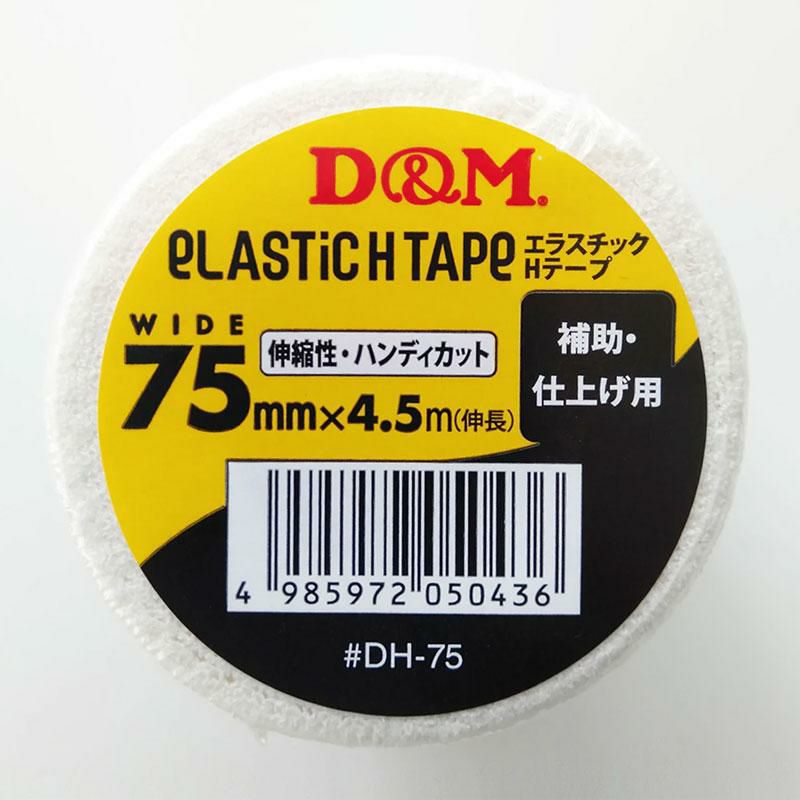 D&M®
eLASTiC H TAPe
エラスチック
Hテープ
WIDE
75mm×4.5m(伸長)
伸縮性・ハンディカット
補助・
仕上げ用
4 985972 050436
#DH-75